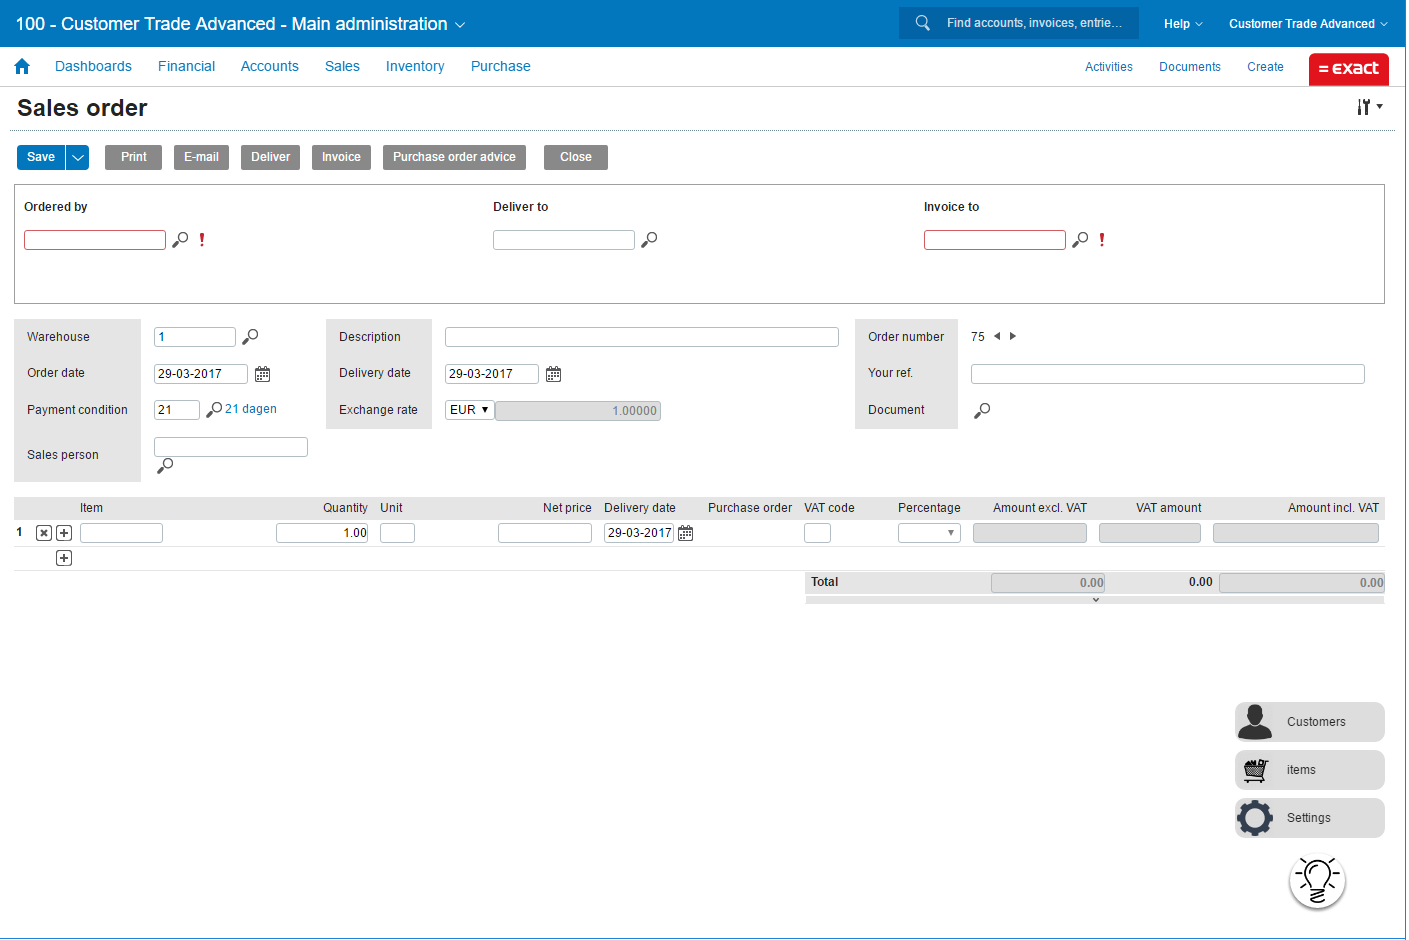 100 - Customer Trade Advanced - Main administration
Find accounts, invoices, entrie...
Help
Customer Trade Advanced
Dashboards Financial Accounts Sales Inventory Purchase
Activities Documents Create
= exact
Sales order
Save Print E-mail Deliver Invoice Purchase order advice Close
Ordered by Deliver to Invoice to
! !
Warehouse 1 Description Order number 75
Order date 29-03-2017 Delivery date 29-03-2017 Your ref.
Payment condition 21 21 dagen Exchange rate EUR 1.00000 Document
Sales person
Item Quantity Unit Net price Delivery date Purchase order VAT code Percentage Amount excl. VAT VAT amount Amount incl. VAT
1 1.00 29-03-2017
Total 0.00 0.00 0.00
Customers
items
Settings